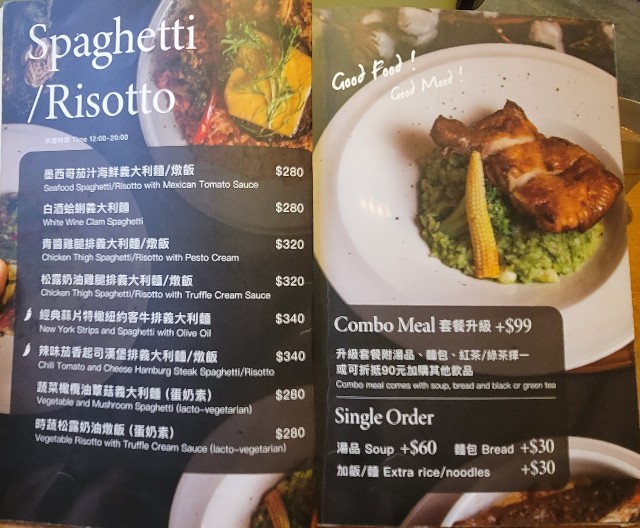 Spaghetti
/Risotto
供應時間 Time 12:00-20:00
墨西哥茄汁海鮮義大利麵/燉飯 $280
Seafood Spaghetti/Risotto with Mexican Tomato Sauce
白酒蛤蜊義大利麵 $280
White Wine Clam Spaghetti
青醬雞腿排義大利麵/燉飯 $320
Chicken Thigh Spaghetti/Risotto with Pesto Cream
松露奶油雞腿排義大利麵/燉飯 $320
Chicken Thigh Spaghetti/Risotto with Truffle Cream Sauce
經典蒜片特橄紐約客牛排義大利麵 $340
New York Strips and Spaghetti with Olive Oil
辣味茄香起司漢堡排義大利麵/燉飯 $340
Chili Tomato and Cheese Hamburg Steak Spaghetti/Risotto
蔬菜橄欖油蕈菇義大利麵 (蛋奶素) $280
Vegetable and Mushroom Spaghetti (lacto-vegetarian)
時蔬松露奶油燉飯 (蛋奶素) $280
Vegetable Risotto with Truffle Cream Sauce (lacto-vegetarian)
Good Food !
Good Mood !
Combo Meal 套餐升級 +$99
升級套餐附湯品、麵包、紅茶/綠茶擇一
或可折抵90元加購其他飲品
Combo meal comes with soup, bread and black or green tea
Single Order
湯品 Soup +$60 麵包 Bread +$30
加飯/麵 Extra rice/noodles +$30